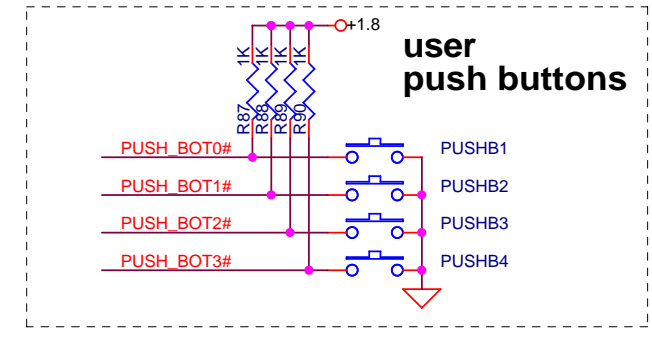 +1.8
user
push buttons
1K
1K
1K
1K
R87
R88
R89
R90
PUSH_BOT0#
PUSHB1
PUSH_BOT1#
PUSHB2
PUSH_BOT2#
PUSHB3
PUSH_BOT3#
PUSHB4